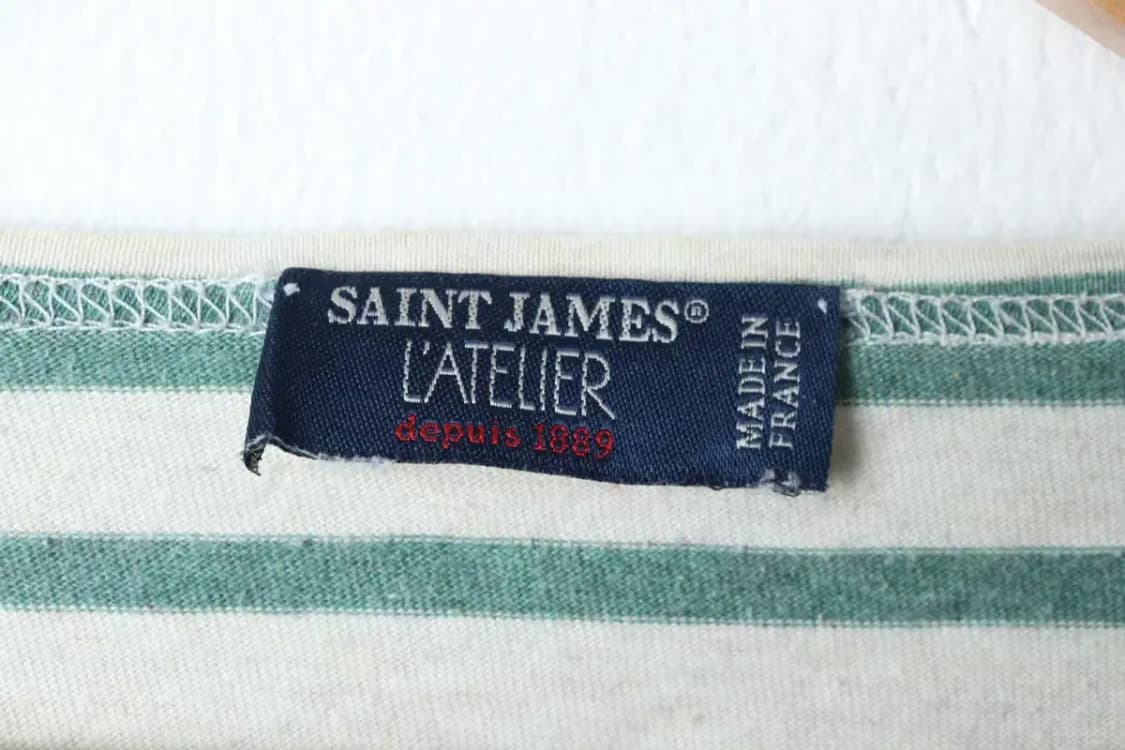 SAINT JAMES®
L'ATELIER
depuis 1889
MADE IN
FRANCE